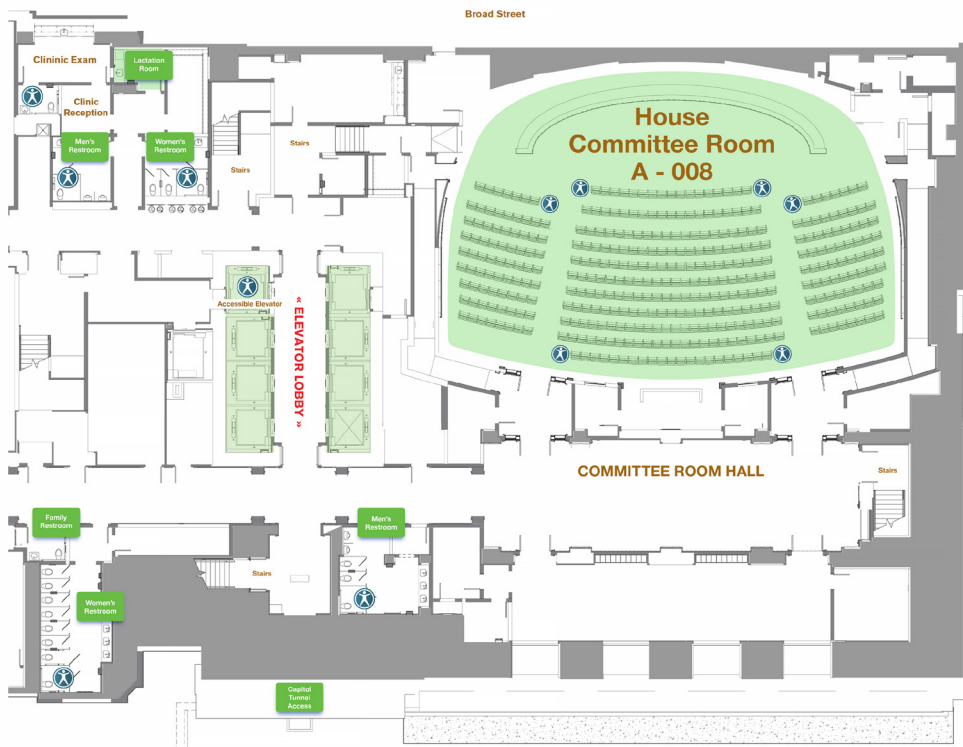 Broad Street
Clininic Exam
Lactation
Room
Clinic
Reception
Men's
Restroom
Women's
Restroom
Stairs
Stairs
House
Committee Room
A - 008
Accessible Elevator
« ELEVATOR LOBBY »
COMMITTEE ROOM HALL
Stairs
Family
Restroom
Men's
Restroom
Stairs
Women's
Restroom
Capitol
Tunnel
Access